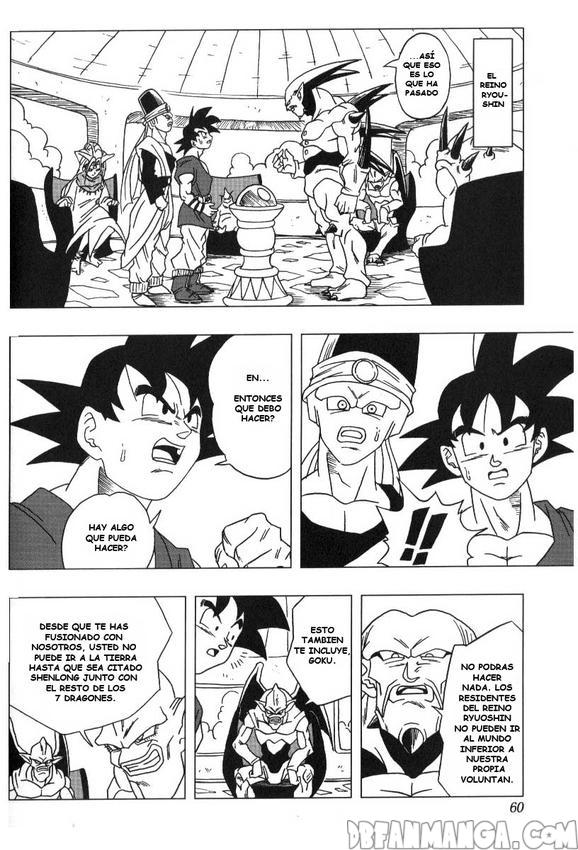 EL
REINO
RYOU-
SHIN
...ASÍ
QUE ESO
ES LO
QUE HA
PASADO
!!
EN...
ENTONCES
QUE DEBO
HACER?
HAY ALGO
QUE PUEDA
HACER?
NO PODRAS
HACER
NADA. LOS
RESIDENTES
DEL REINO
RYUOSHIN
NO PUEDEN IR
AL MUNDO
INFERIOR A
NUESTRA
PROPIA
VOLUNTAN.
ESTO
TAMBIEN
TE INCLUYE,
GOKU.
DESDE QUE TE HAS
FUSIONADO CON
NOSOTROS, USTED NO
PUEDE IR A LA TIERRA
HASTA QUE SEA CITADO
SHENLONG JUNTO CON
EL RESTO DE LOS
7 DRAGONES.
60
DBFANMANGA.COM